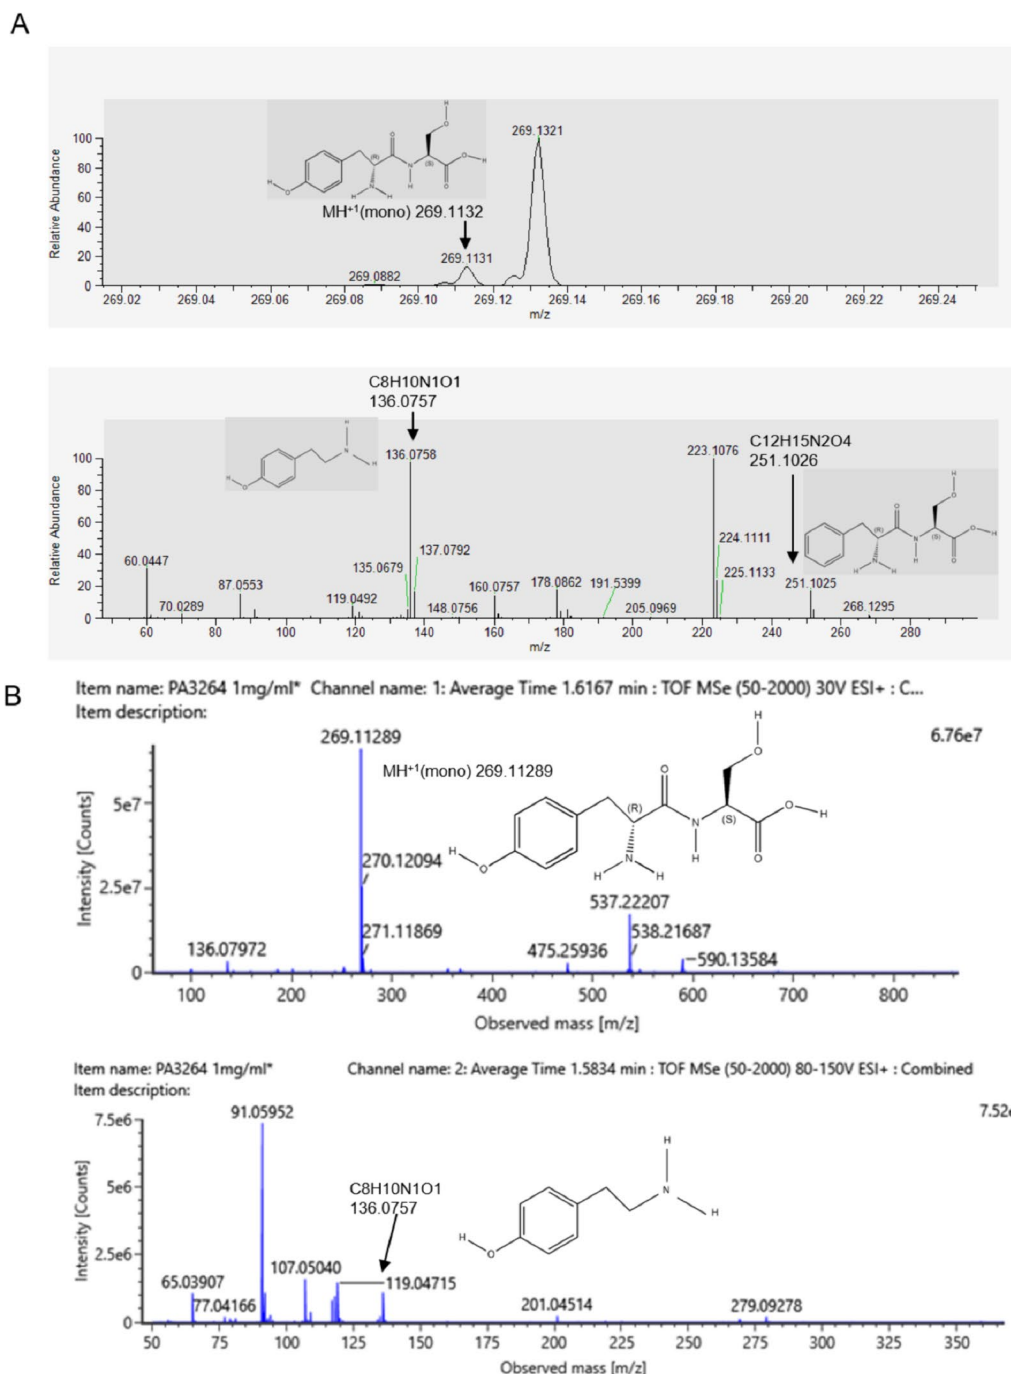 A
Relative Abundance
100
80
60
40
20
0
H O (R) (S) N
MH+1(mono) 269.1132
269.1321
269.1131
269.0882
269.02 269.04 269.06 269.08 269.10 269.12 269.14 269.16 269.18 269.20 269.22 269.24
m/z
C8H10N1O1
136.0757
C12H15N2O4
251.1026
Relative Abundance
100
80
60
40
20
0
136.0758
223.1076
60.0447
70.0289
87.0553
119.0492
135.0679
137.0792
148.0756
160.0757
178.0862
191.5399
205.0969
224.1111
225.1133
251.1025
268.1295
60 80 100 120 140 160 180 200 220 240 260 280
m/z
B
Item name: PA3264 1mg/ml* Channel name: 1: Average Time 1.6167 min : TOF MSe (50-2000) 30V ESI+ : C...
Item description:
6.76e7
269.11289
MH+1(mono) 269.11289
H O (R) (S) N
Intensity [Counts]
5e7
2.5e7
0
270.12094
271.11869
136.07972
475.25936
537.22207
538.21687
590.13584
100 200 300 400 500 600 700 800
Observed mass [m/z]
Item name: PA3264 1mg/ml* Channel name: 2: Average Time 1.5834 min : TOF MSe (50-2000) 80-150V ESI+ : Combined
Item description:
Intensity [Counts]
7.5e6
5e6
2.5e6
0
91.05952
C8H10N1O1
136.0757
H O N
65.03907
77.04166
107.05040
119.04715
201.04514
279.09278
50 75 100 125 150 175 200 225 250 275 300 325 350
Observed mass [m/z]